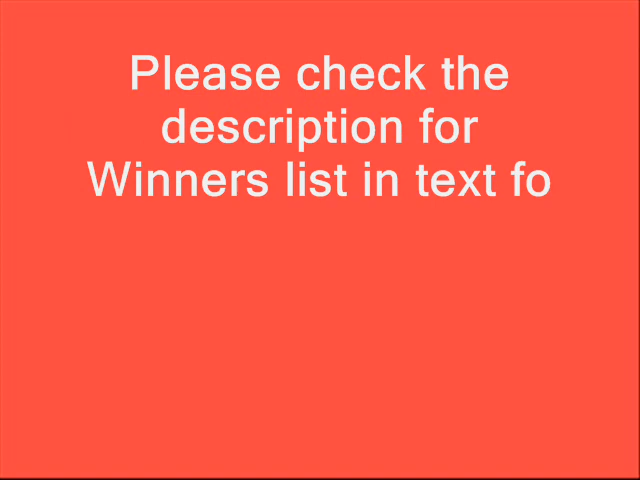 Please check the
description for
Winners list in text fo